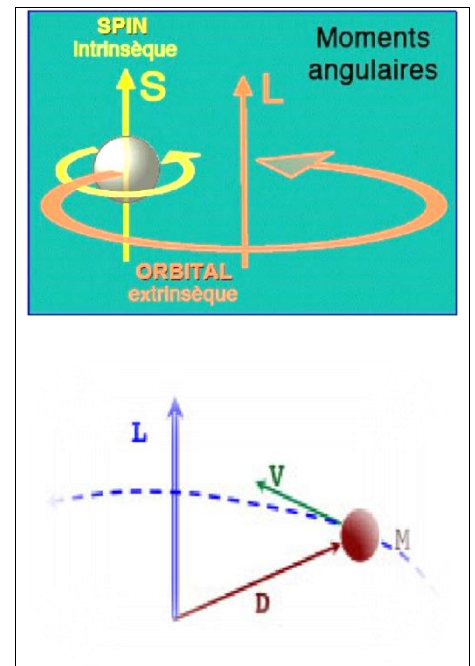 SPIN
intrinsèque
Moments
angulaires
S
L
ORBITAL
extrinsèque
L
V
M
D